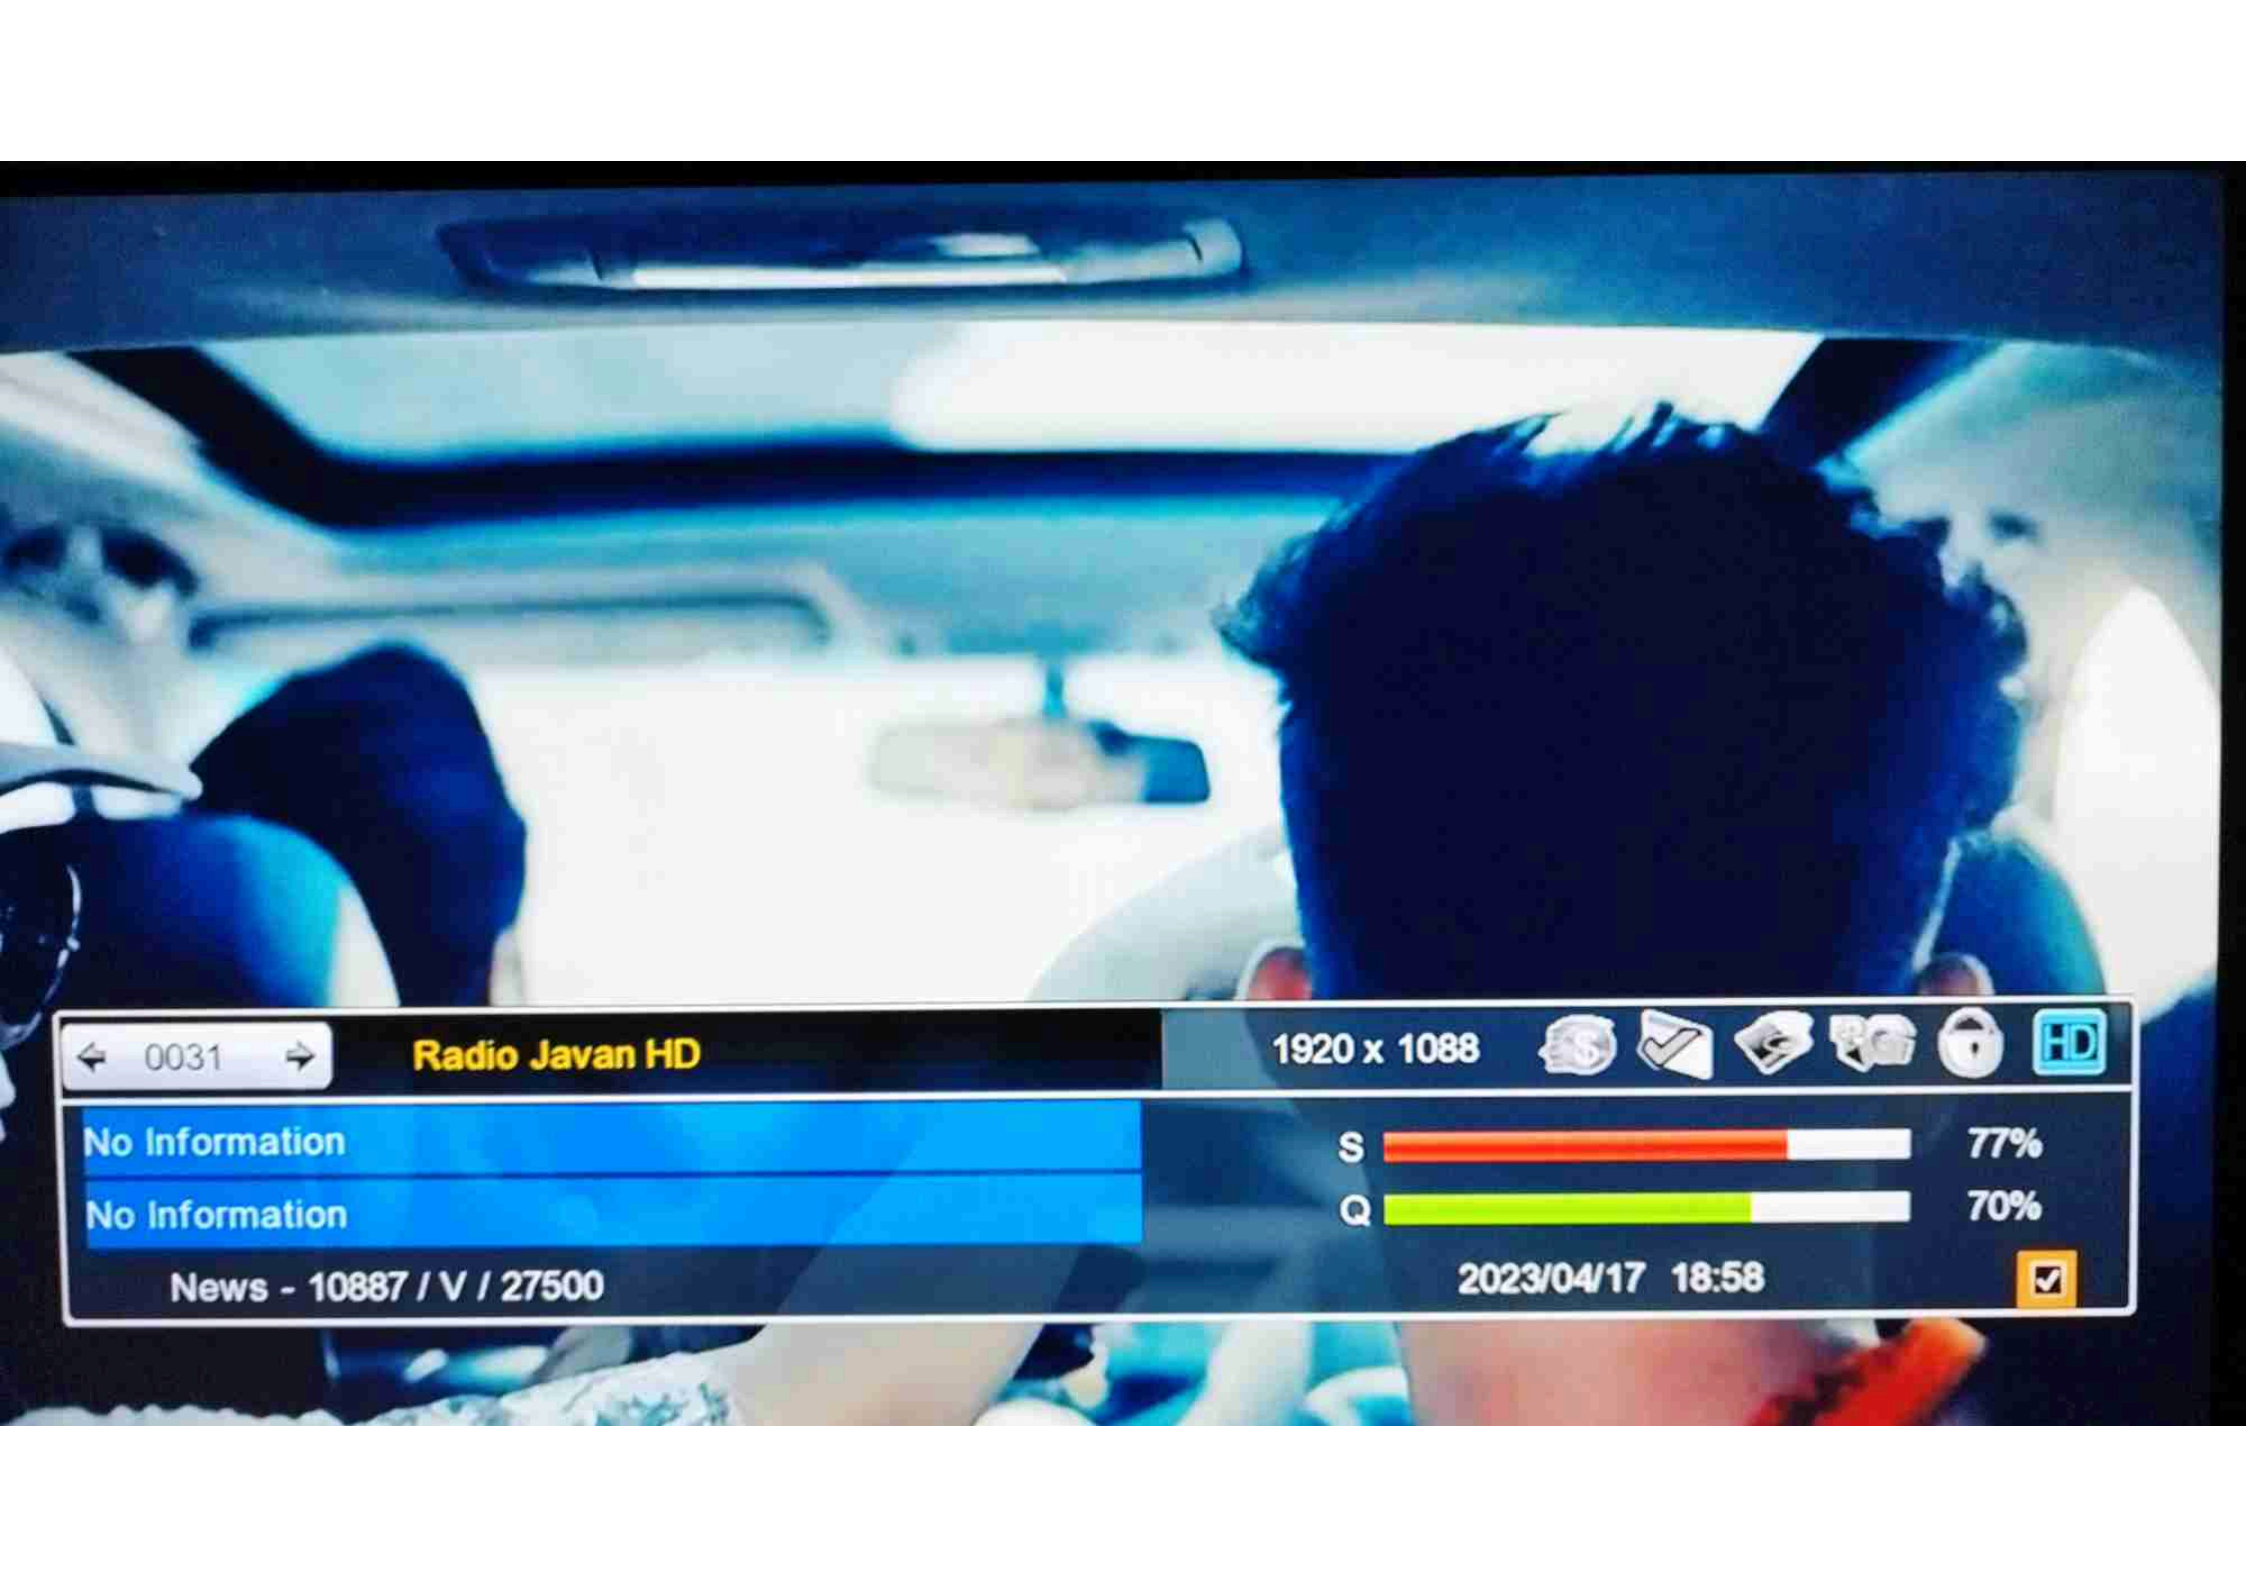 0031 Radio Javan HD 1920 x 1088 HD
No Information
S 77%
No Information
Q 70%
News - 10887 / V / 27500 2023/04/17 18:58